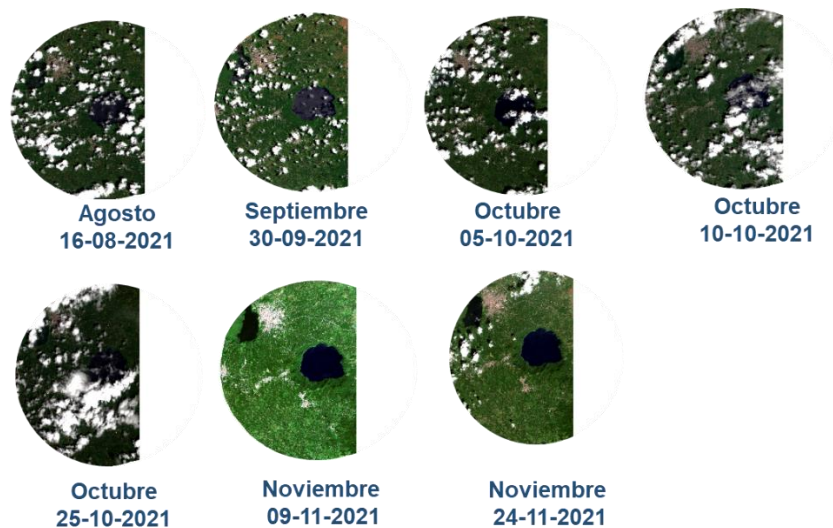 Agosto
16-08-2021
Septiembre
30-09-2021
Octubre
05-10-2021
Octubre
10-10-2021
Octubre
25-10-2021
Noviembre
09-11-2021
Noviembre
24-11-2021